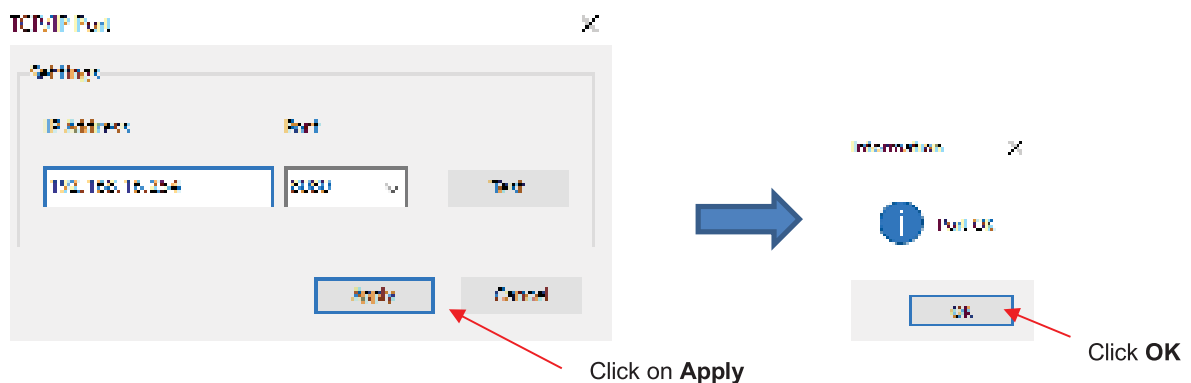 TCP/IP Port
Settings
IP Address Port
192.168.16.254 8080 Test
Apply Cancel
Click on Apply
Information
Port OK
OK
Click OK